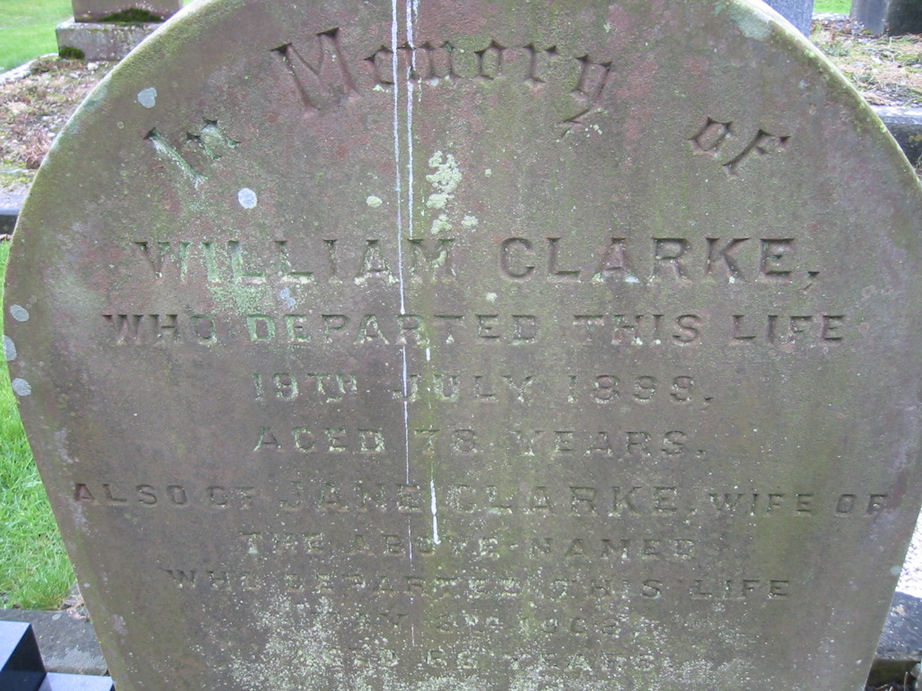 In Memory of
WILLIAM CLARKE,
WHO DEPARTED THIS LIFE
19TH JULY
AGED 78 YEARS.
ALSO OF JANE CLARKE, WIFE OF
THE ABOVE-NAMED
WHO DEPARTED THIS LIFE
YEARS